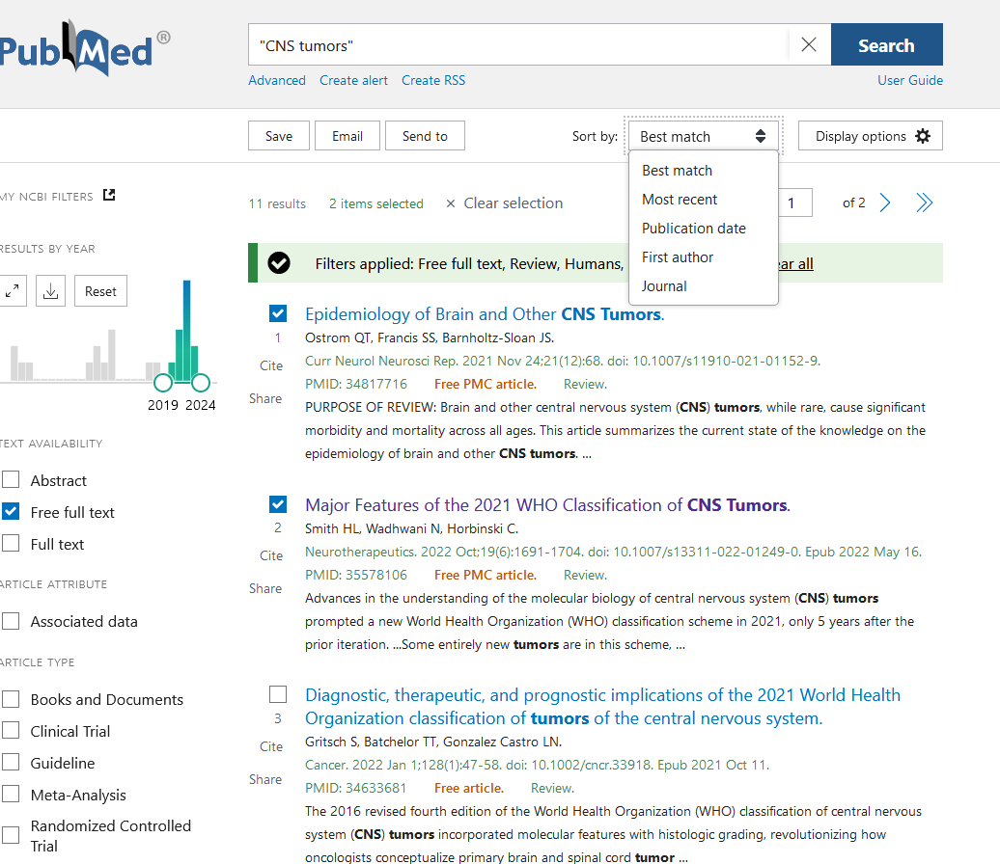 PubMed®
"CNS tumors"
Search
Advanced Create alert Create RSS
User Guide
Save Email Send to
Sort by: Best match
Display options
Best match
Most recent
Publication date
First author
Journal
MY NCBI FILTERS
11 results 2 items selected × Clear selection
1 of 2
RESULTS BY YEAR
Reset
2019 2024
Filters applied: Free full text, Review, Humans, ear all
TEXT AVAILABILITY
Abstract
Free full text
Full text
ARTICLE ATTRIBUTE
Associated data
ARTICLE TYPE
Books and Documents
Clinical Trial
Guideline
Meta-Analysis
Randomized Controlled
Trial
Epidemiology of Brain and Other CNS Tumors.
1
Cite
Share
Ostrom QT, Francis SS, Barnholtz-Sloan JS.
Curr Neurol Neurosci Rep. 2021 Nov 24;21(12):68. doi: 10.1007/s11910-021-01152-9.
PMID: 34817716 Free PMC article. Review.
PURPOSE OF REVIEW: Brain and other central nervous system (CNS) tumors, while rare, cause significant
morbidity and mortality across all ages. This article summarizes the current state of the knowledge on the
epidemiology of brain and other CNS tumors. ...
Major Features of the 2021 WHO Classification of CNS Tumors.
2
Cite
Share
Smith HL, Wadhwani N, Horbinski C.
Neurotherapeutics. 2022 Oct;19(6):1691-1704. doi: 10.1007/s13311-022-01249-0. Epub 2022 May 16.
PMID: 35578106 Free PMC article. Review.
Advances in the understanding of the molecular biology of central nervous system (CNS) tumors
prompted a new World Health Organization (WHO) classification scheme in 2021, only 5 years after the
prior iteration. ...Some entirely new tumors are in this scheme, ...
Diagnostic, therapeutic, and prognostic implications of the 2021 World Health
Organization classification of tumors of the central nervous system.
3
Cite
Share
Gritsch S, Batchelor TT, Gonzalez Castro LN.
Cancer. 2022 Jan 1;128(1):47-58. doi: 10.1002/cncr.33918. Epub 2021 Oct 11.
PMID: 34633681 Free article. Review.
The 2016 revised fourth edition of the World Health Organization (WHO) classification of central nervous
system (CNS) tumors incorporated molecular features with histologic grading, revolutionizing how
oncologists conceptualize primary brain and spinal cord tumor ...